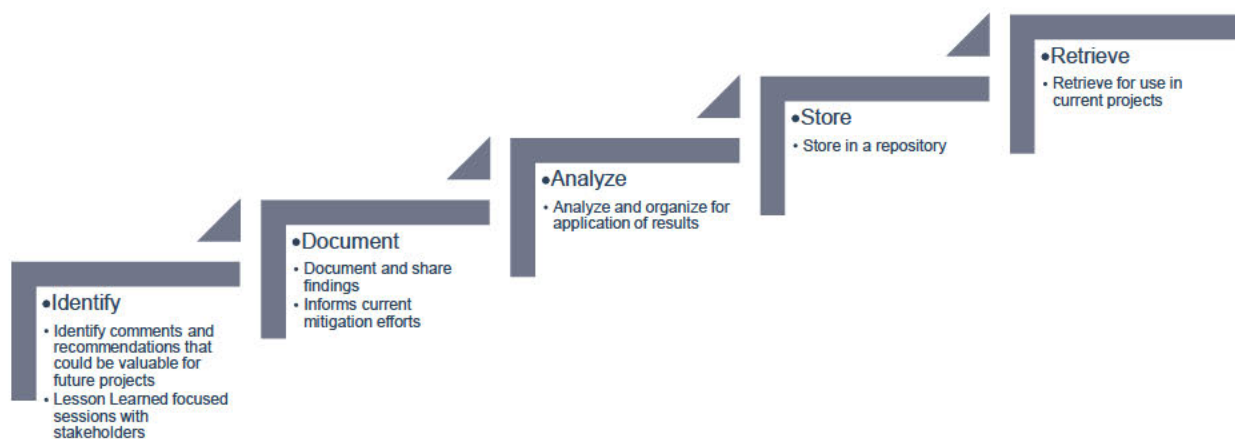 •Identify
• Identify comments and
recommendations that
could be valuable for
future projects
• Lesson Learned focused
sessions with
stakeholders
•Document
• Document and share
findings
• Informs current
mitigation efforts
•Analyze
• Analyze and organize for
application of results
•Store
• Store in a repository
•Retrieve
• Retrieve for use in
current projects